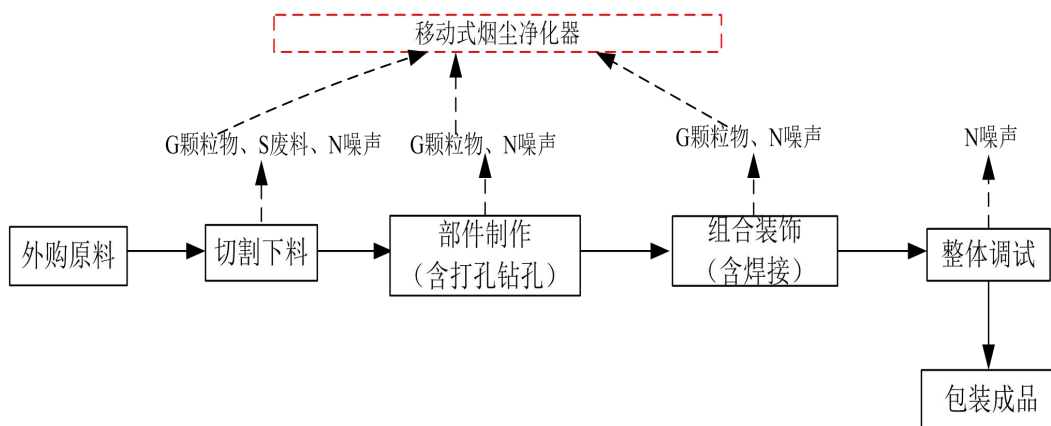 移动式烟尘净化器
G颗粒物、S废料、N噪声
G颗粒物、N噪声
G颗粒物、N噪声
N噪声
外购原料
切割下料
部件制作
（含打孔钻孔）
组合装饰
（含焊接）
整体调试
包装成品